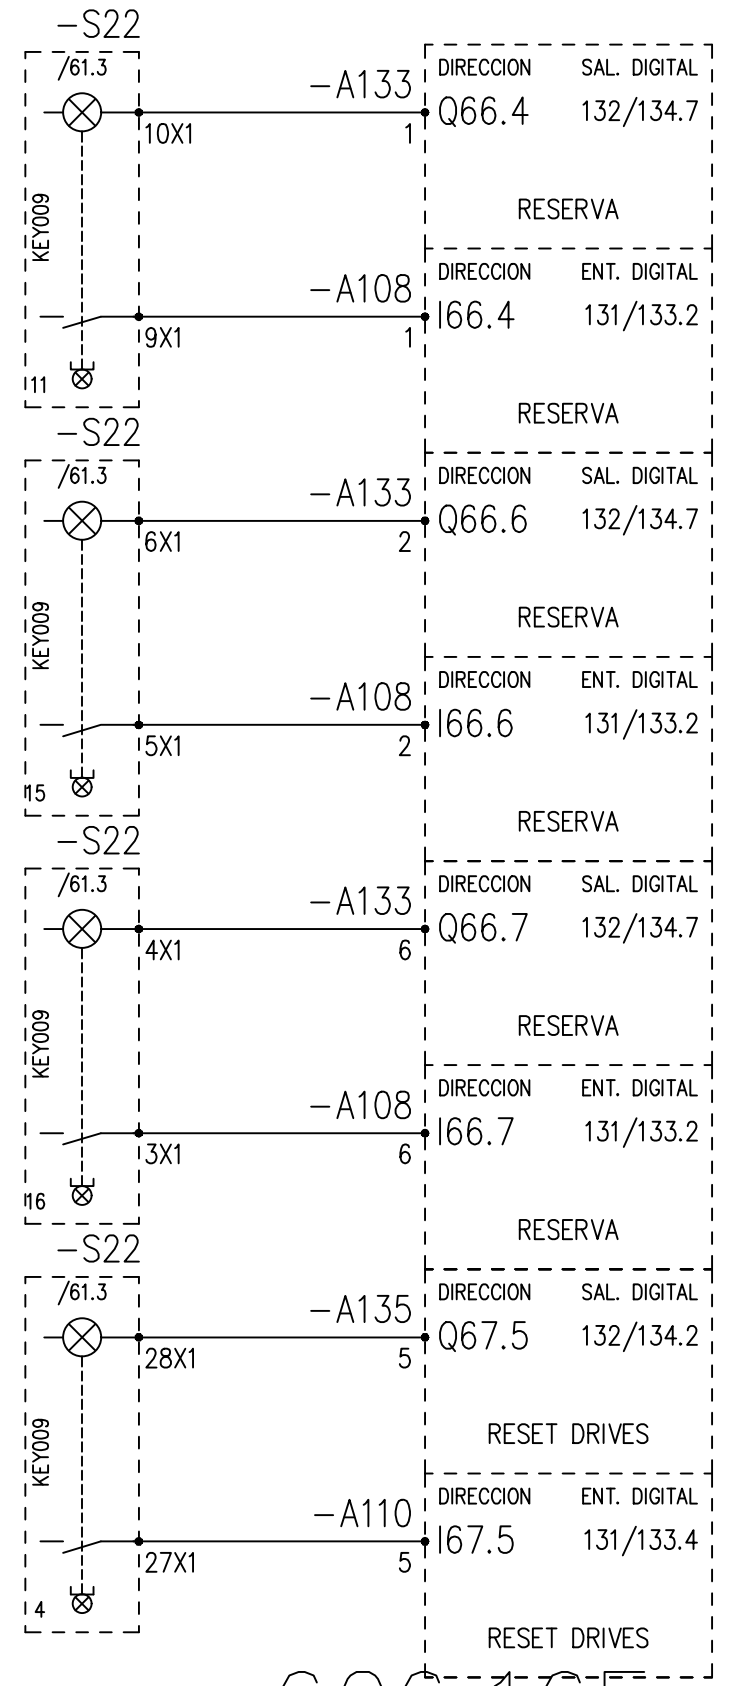 -S22
/61.3
DIRECCION SAL. DIGITAL
-A133
Q66.4 132/134.7
10X1
1
KEY009
RESERVA
DIRECCION ENT. DIGITAL
-A108
I66.4 131/133.2
9X1
1
11
RESERVA
-S22
/61.3
DIRECCION SAL. DIGITAL
-A133
Q66.6 132/134.7
6X1
2
KEY009
RESERVA
DIRECCION ENT. DIGITAL
-A108
I66.6 131/133.2
5X1
2
15
RESERVA
-S22
/61.3
DIRECCION SAL. DIGITAL
-A133
Q66.7 132/134.7
4X1
6
KEY009
RESERVA
DIRECCION ENT. DIGITAL
-A108
I66.7 131/133.2
3X1
6
16
RESERVA
-S22
/61.3
DIRECCION SAL. DIGITAL
-A135
Q67.5 132/134.2
28X1
5
KEY009
RESET DRIVES
DIRECCION ENT. DIGITAL
-A110
I67.5 131/133.4
27X1
5
4
RESET DRIVES